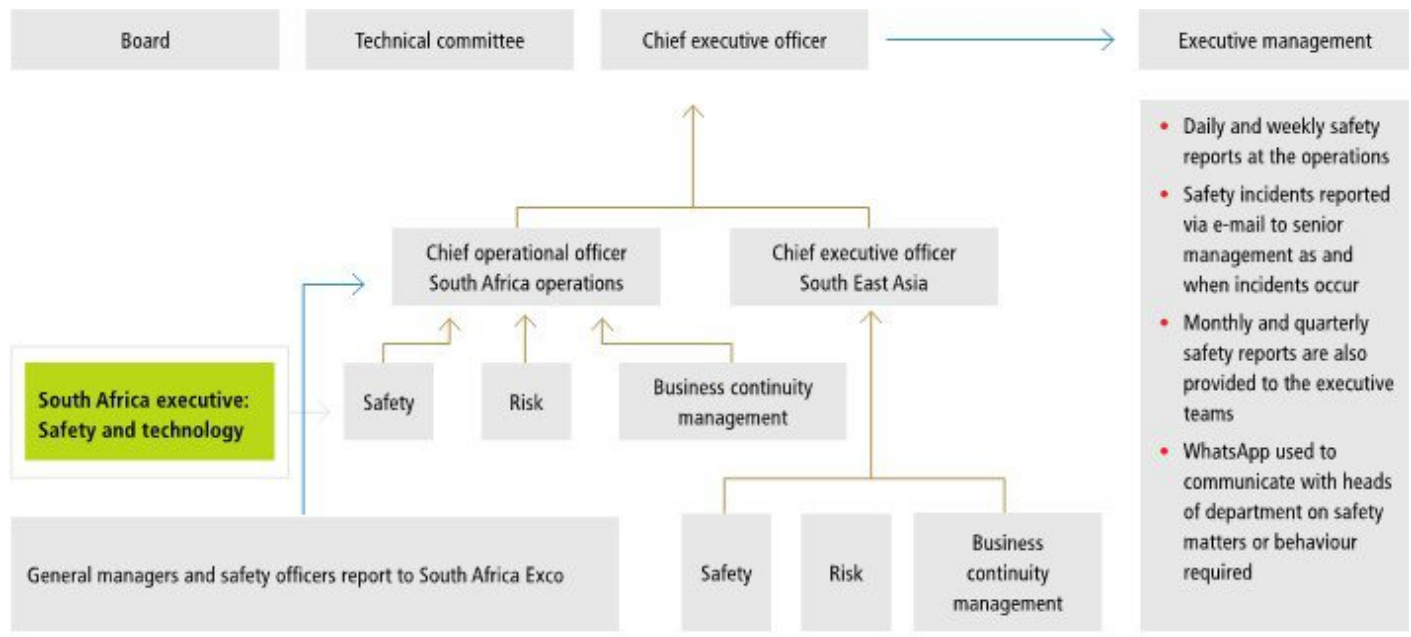 Board
Technical committee
Chief executive officer
Executive management
• Daily and weekly safety
reports at the operations
• Safety incidents reported
via e-mail to senior
management as and
when incidents occur
• Monthly and quarterly
safety reports are also
provided to the executive
teams
• WhatsApp used to
communicate with heads
of department on safety
matters or behaviour
required
Chief operational officer
South Africa operations
Chief executive officer
South East Asia
South Africa executive:
Safety and technology
Safety
Risk
Business continuity
management
General managers and safety officers report to South Africa Exco
Safety
Risk
Business
continuity
management